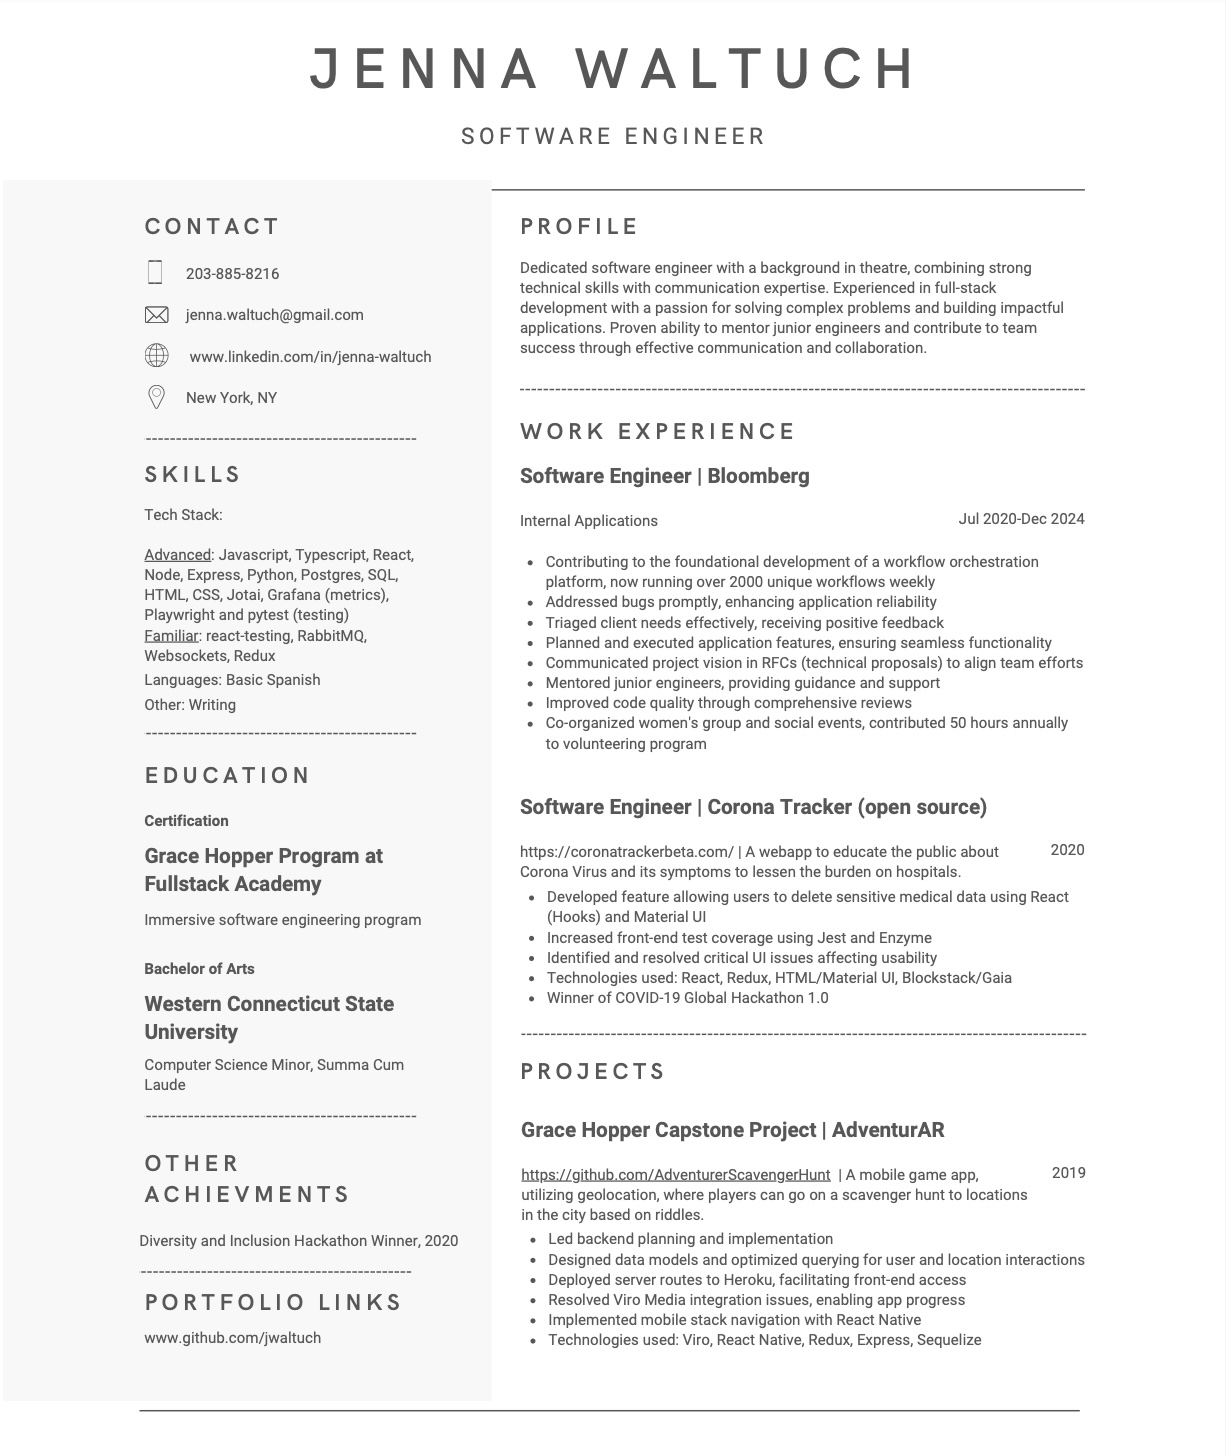 JENNA WALTUCH
SOFTWARE ENGINEER
CONTACT
203-885-8216
jenna.waltuch@gmail.com
www.linkedin.com/in/jenna-waltuch
New York, NY
SKILLS
Tech Stack:
Advanced: Javascript, Typescript, React,
Node, Express, Python, Postgres, SQL,
HTML, CSS, Jotai, Grafana (metrics),
Playwright and pytest (testing)
Familiar: react-testing, RabbitMQ,
Websockets, Redux
Languages: Basic Spanish
Other: Writing
EDUCATION
Certification
Grace Hopper Program at
Fullstack Academy
Immersive software engineering program
Bachelor of Arts
Western Connecticut State
University
Computer Science Minor, Summa Cum
Laude
OTHER
ACHIEVMENTS
Diversity and Inclusion Hackathon Winner, 2020
PORTFOLIO LINKS
www.github.com/jwaltuch
PROFILE
Dedicated software engineer with a background in theatre, combining strong
technical skills with communication expertise. Experienced in full-stack
development with a passion for solving complex problems and building impactful
applications. Proven ability to mentor junior engineers and contribute to team
success through effective communication and collaboration.
WORK EXPERIENCE
Software Engineer | Bloomberg
Internal Applications Jul 2020-Dec 2024
• Contributing to the foundational development of a workflow orchestration
platform, now running over 2000 unique workflows weekly
• Addressed bugs promptly, enhancing application reliability
• Triaged client needs effectively, receiving positive feedback
• Planned and executed application features, ensuring seamless functionality
• Communicated project vision in RFCs (technical proposals) to align team efforts
• Mentored junior engineers, providing guidance and support
• Improved code quality through comprehensive reviews
• Co-organized women's group and social events, contributed 50 hours annually
to volunteering program
Software Engineer | Corona Tracker (open source)
https://coronatrackerbeta.com/ | A webapp to educate the public about 2020
Corona Virus and its symptoms to lessen the burden on hospitals.
• Developed feature allowing users to delete sensitive medical data using React
(Hooks) and Material UI
• Increased front-end test coverage using Jest and Enzyme
• Identified and resolved critical UI issues affecting usability
• Technologies used: React, Redux, HTML/Material UI, Blockstack/Gaia
• Winner of COVID-19 Global Hackathon 1.0
PROJECTS
Grace Hopper Capstone Project | AdventurAR
https://github.com/AdventurerScavengerHunt | A mobile game app, 2019
utilizing geolocation, where players can go on a scavenger hunt to locations
in the city based on riddles.
• Led backend planning and implementation
• Designed data models and optimized querying for user and location interactions
• Deployed server routes to Heroku, facilitating front-end access
• Resolved Viro Media integration issues, enabling app progress
• Implemented mobile stack navigation with React Native
• Technologies used: Viro, React Native, Redux, Express, Sequelize